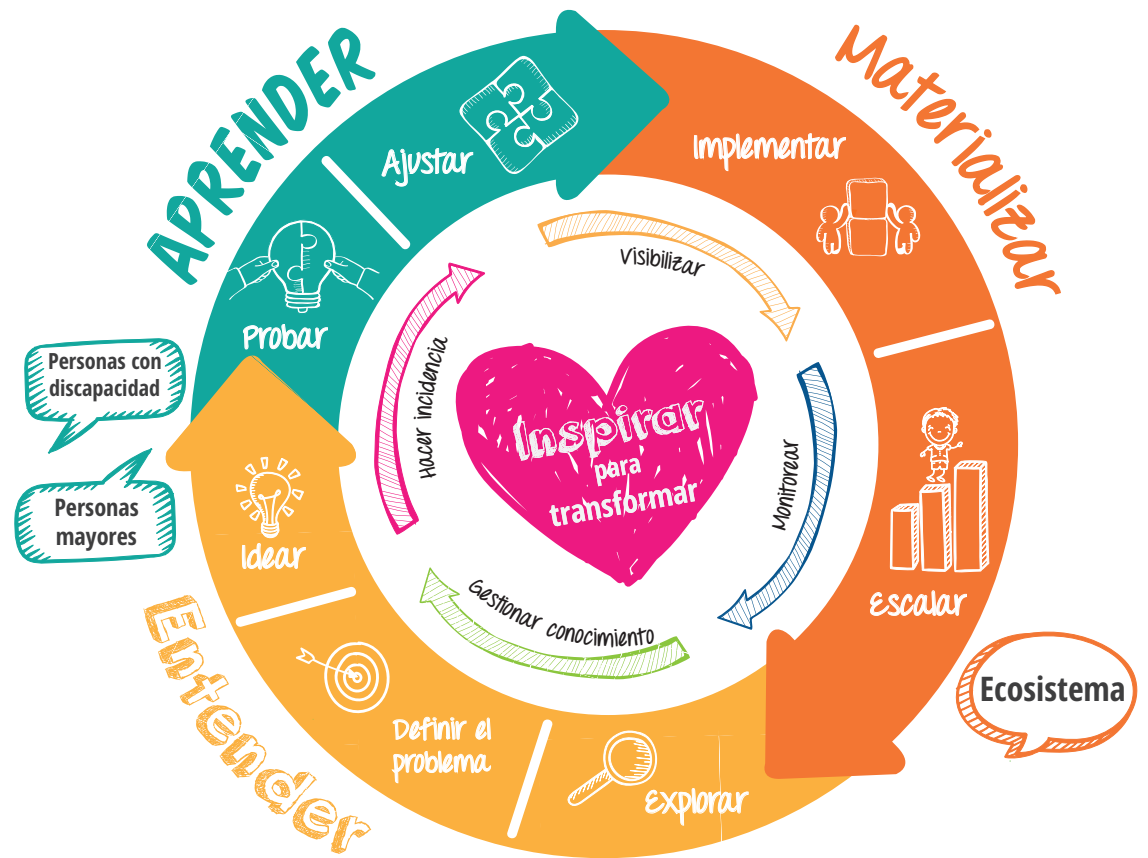 APRENDER
Materializar
Ajustar
Implementar
Visibilizar
Probar
Hacer incidencia
Personas con
discapacidad
Inspirar
para
transformar
Monitorear
Personas
mayores
Idear
Gestionar conocimiento
Escalar
Entender
Ecosistema
Definir el
problema
Explorar